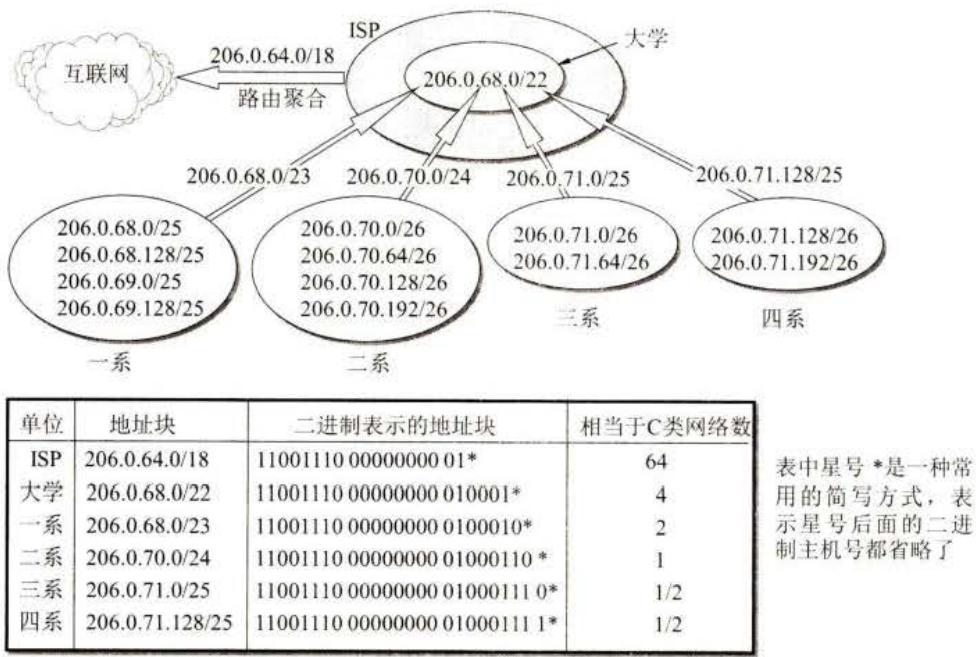 ISP
大学
206.0.64.0/18
互联网
206.0.68.0/22
路由聚合
206.0.68.0/23
206.0.70.0/24
206.0.71.0/25
206.0.71.128/25
206.0.68.0/25
206.0.68.128/25
206.0.69.0/25
206.0.69.128/25
一系
206.0.70.0/26
206.0.70.64/26
206.0.70.128/26
206.0.70.192/26
二系
206.0.71.0/26
206.0.71.64/26
三系
206.0.71.128/26
206.0.71.192/26
四系
单位 地址块 二进制表示的地址块 相当于C类网络数
ISP 206.0.64.0/18 11001110 00000000 01* 64
大学 206.0.68.0/22 11001110 00000000 010001* 4
一系 206.0.68.0/23 11001110 00000000 0100010* 2
二系 206.0.70.0/24 11001110 00000000 01000110 * 1
三系 206.0.71.0/25 11001110 00000000 01000111 0* 1/2
四系 206.0.71.128/25 11001110 00000000 01000111 1* 1/2
表中星号 *是一种常
用的简写方式，表
示星号后面的二进
制主机号都省略了